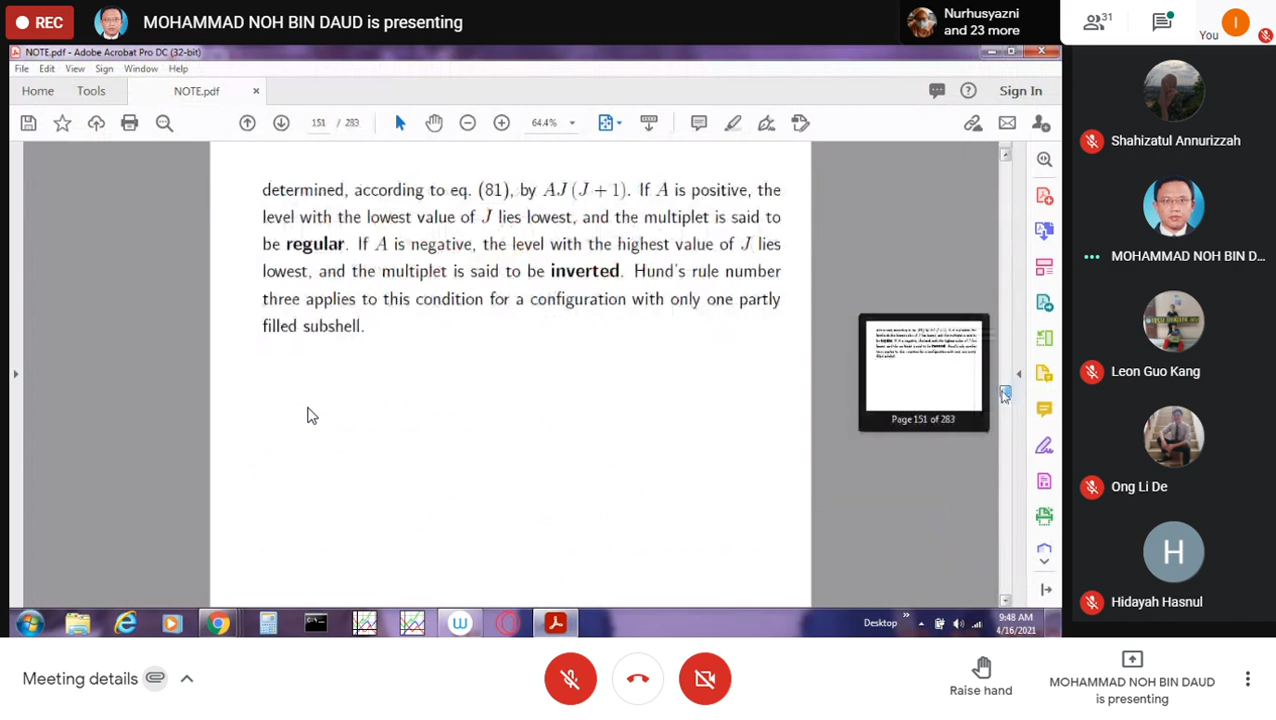 REC
MOHAMMAD NOH BIN DAUD is presenting
Nurhusyazni
and 23 more
31
You
I
NOTE.pdf - Adobe Acrobat Pro DC (32-bit)
File Edit View Sign Window Help
Home Tools NOTE.pdf × Sign In
151 / 283 64.4%
determined, according to eq. (81), by AJ (J + 1). If A is positive, the
level with the lowest value of J lies lowest, and the multiplet is said to
be regular. If A is negative, the level with the highest value of J lies
lowest, and the multiplet is said to be inverted. Hund's rule number
three applies to this condition for a configuration with only one partly
filled subshell.
Page 151 of 283
Shahizatul Annurizzah
MOHAMMAD NOH BIN D...
Leon Guo Kang
Ong Li De
H
Hidayah Hasnul
Desktop
9:48 AM
4/16/2021
Meeting details
Raise hand
MOHAMMAD NOH BIN DAUD
is presenting